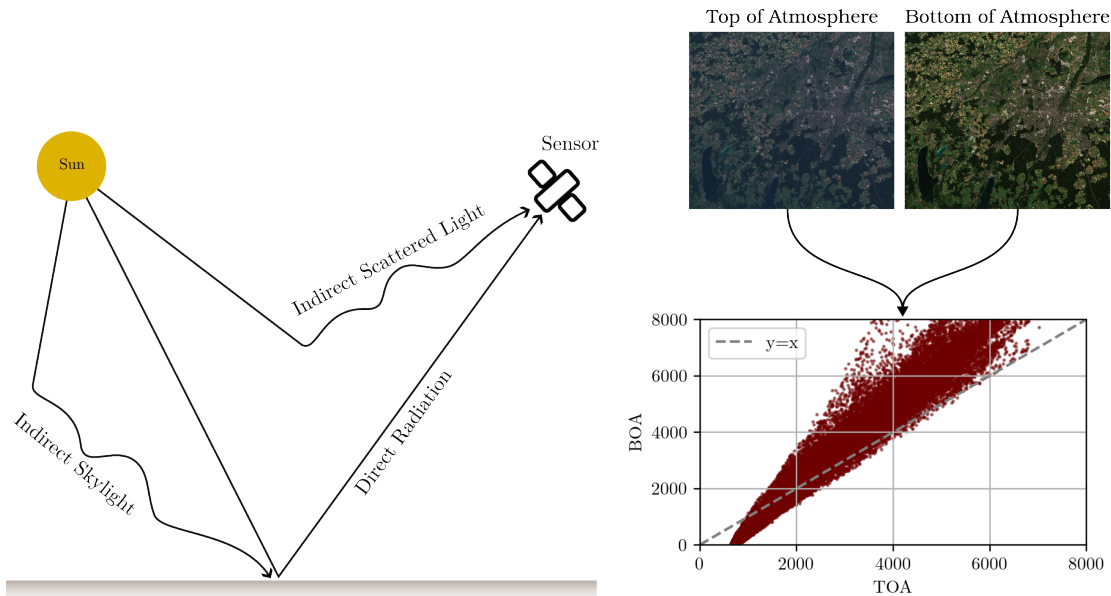 Sun
Sensor
Indirect Scattered Light
Direct Radiation
Indirect Skylight
Top of Atmosphere
Bottom of Atmosphere
8000
6000
4000
2000
0
BOA
y=x
0
2000
4000
6000
8000
TOA